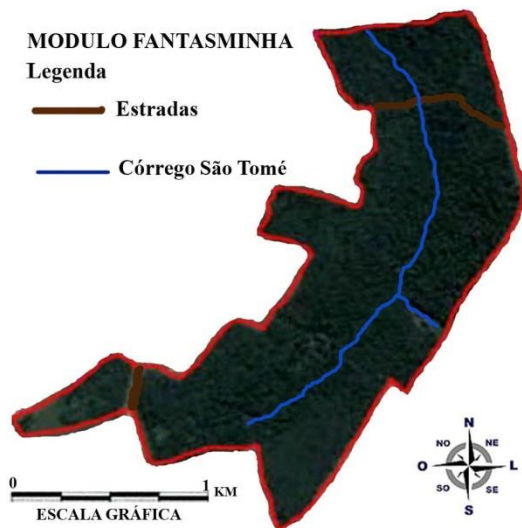 MODULO FANTASMINHA
Legenda
Estradas
Córrego São Tomé
0 1
KM
ESCALA GRÁFICA
N
NO NE
O L
SO SE
S